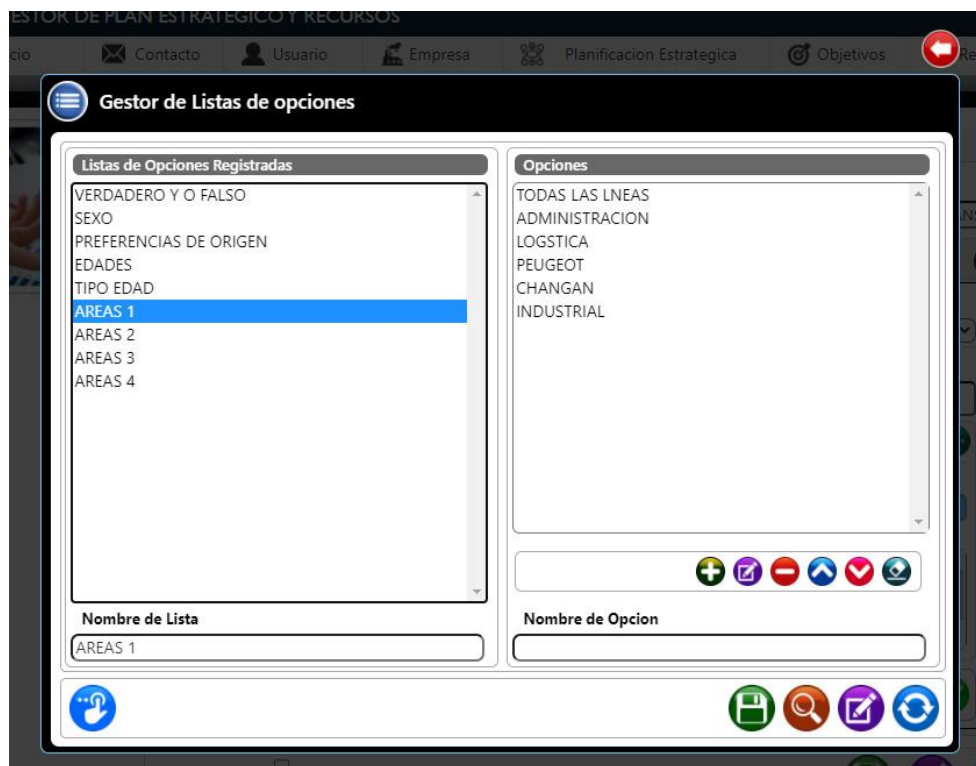 ESTOR DE PLAN ESTRATEGICO Y RECURSOS
cio Contacto Usuario Empresa Planificacion Estrategica Objetivos Re
Gestor de Listas de opciones
Listas de Opciones Registradas
VERDADERO Y O FALSO
SEXO
PREFERENCIAS DE ORIGEN
EDADES
TIPO EDAD
AREAS 1
AREAS 2
AREAS 3
AREAS 4
Nombre de Lista
AREAS 1
Opciones
TODAS LAS LNEAS
ADMINISTRACION
LOGSTICA
PEUGEOT
CHANGAN
INDUSTRIAL
Nombre de Opcion